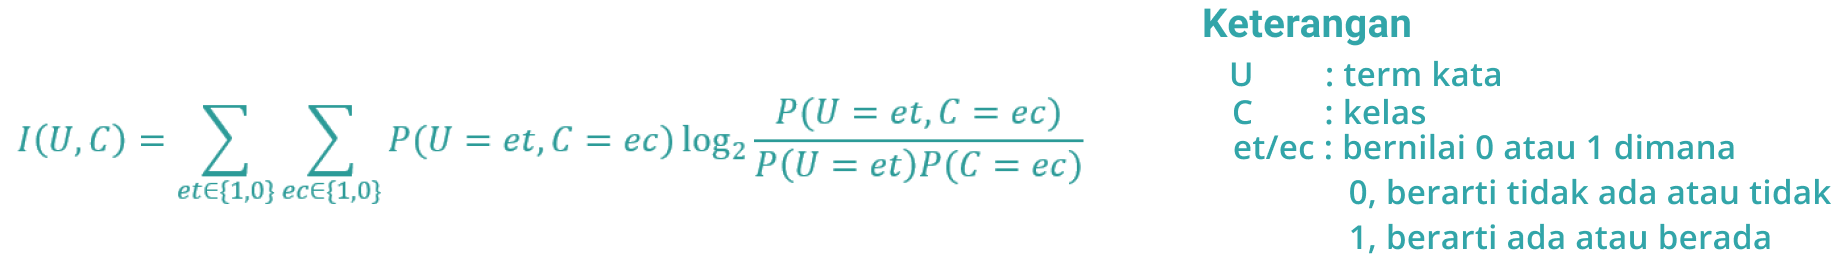 I(U, C) = ∑ et∈{1,0} ∑ ec∈{1,0} P(U = et, C = ec) log₂ P(U = et, C = ec) / P(U = et)P(C = ec)
Keterangan
U : term kata
C : kelas
et/ec : bernilai 0 atau 1 dimana
0, berarti tidak ada atau tidak
1, berarti ada atau berada